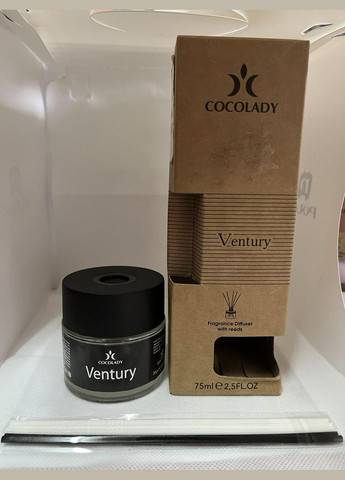 COCOLADY
Ventury
Fragrance Diffuser
with reeds
75ml ℮ 2,5FL.OZ
COCOLADY
Ventury